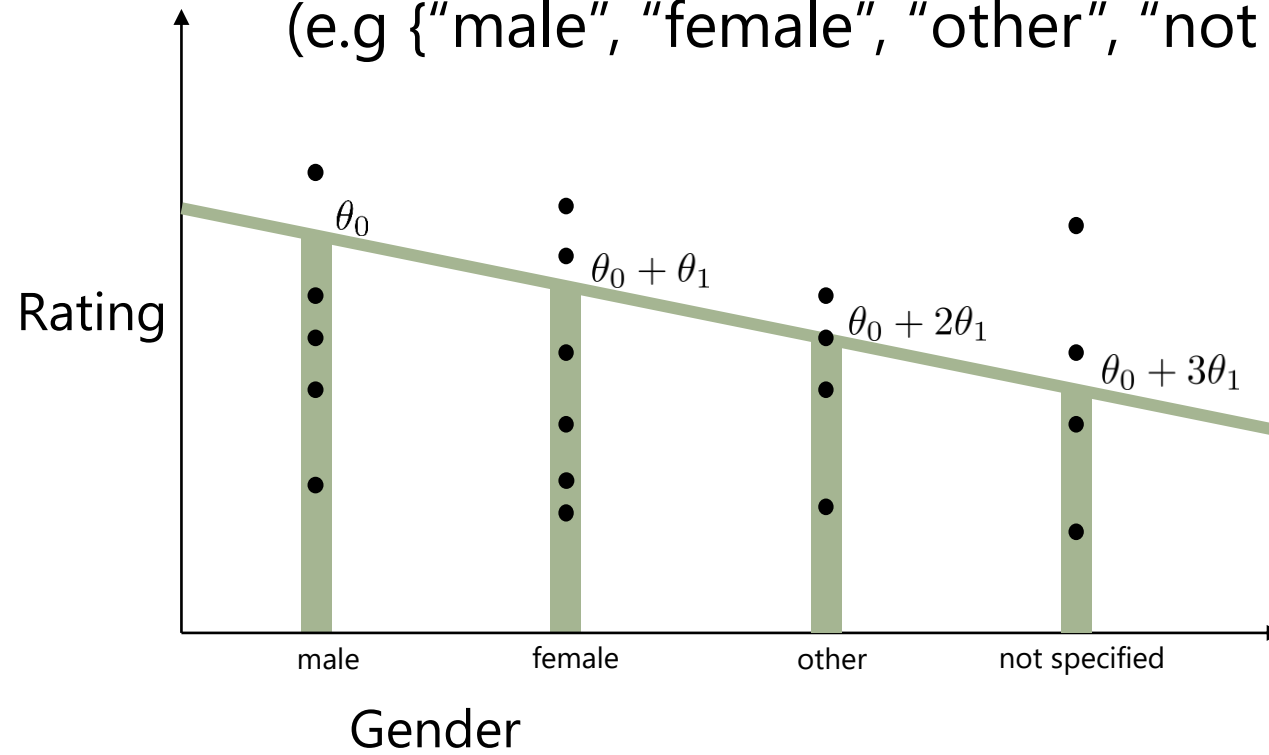 (e.g {“male”, “female”, “other”, “not
θ₀
θ₀ + θ₁
Rating
θ₀ + 2θ₁
θ₀ + 3θ₁
male female other not specified
Gender